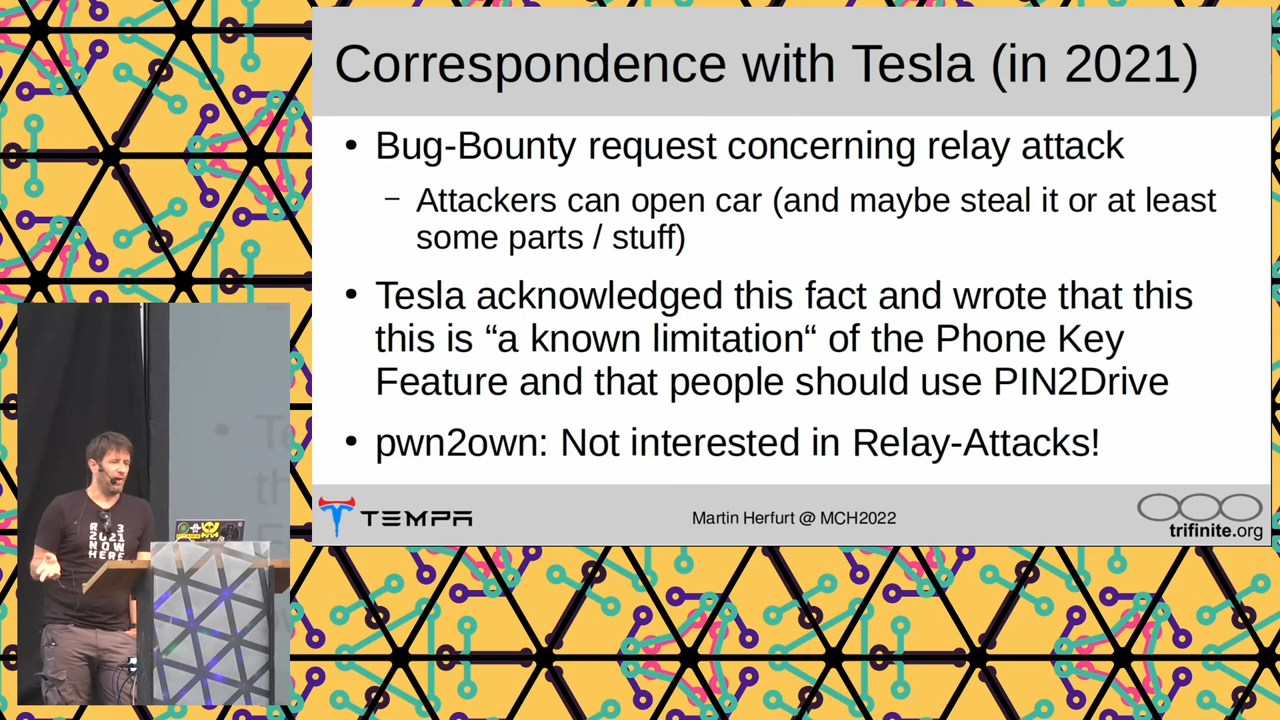 Correspondence with Tesla (in 2021)
• Bug-Bounty request concerning relay attack
– Attackers can open car (and maybe steal it or at least
some parts / stuff)
• Tesla acknowledged this fact and wrote that this
this is “a known limitation“ of the Phone Key
Feature and that people should use PIN2Drive
• pwn2own: Not interested in Relay-Attacks!
TEMPA
Martin Herfurt @ MCH2022
trifinite.org
2021
NOW
HERE